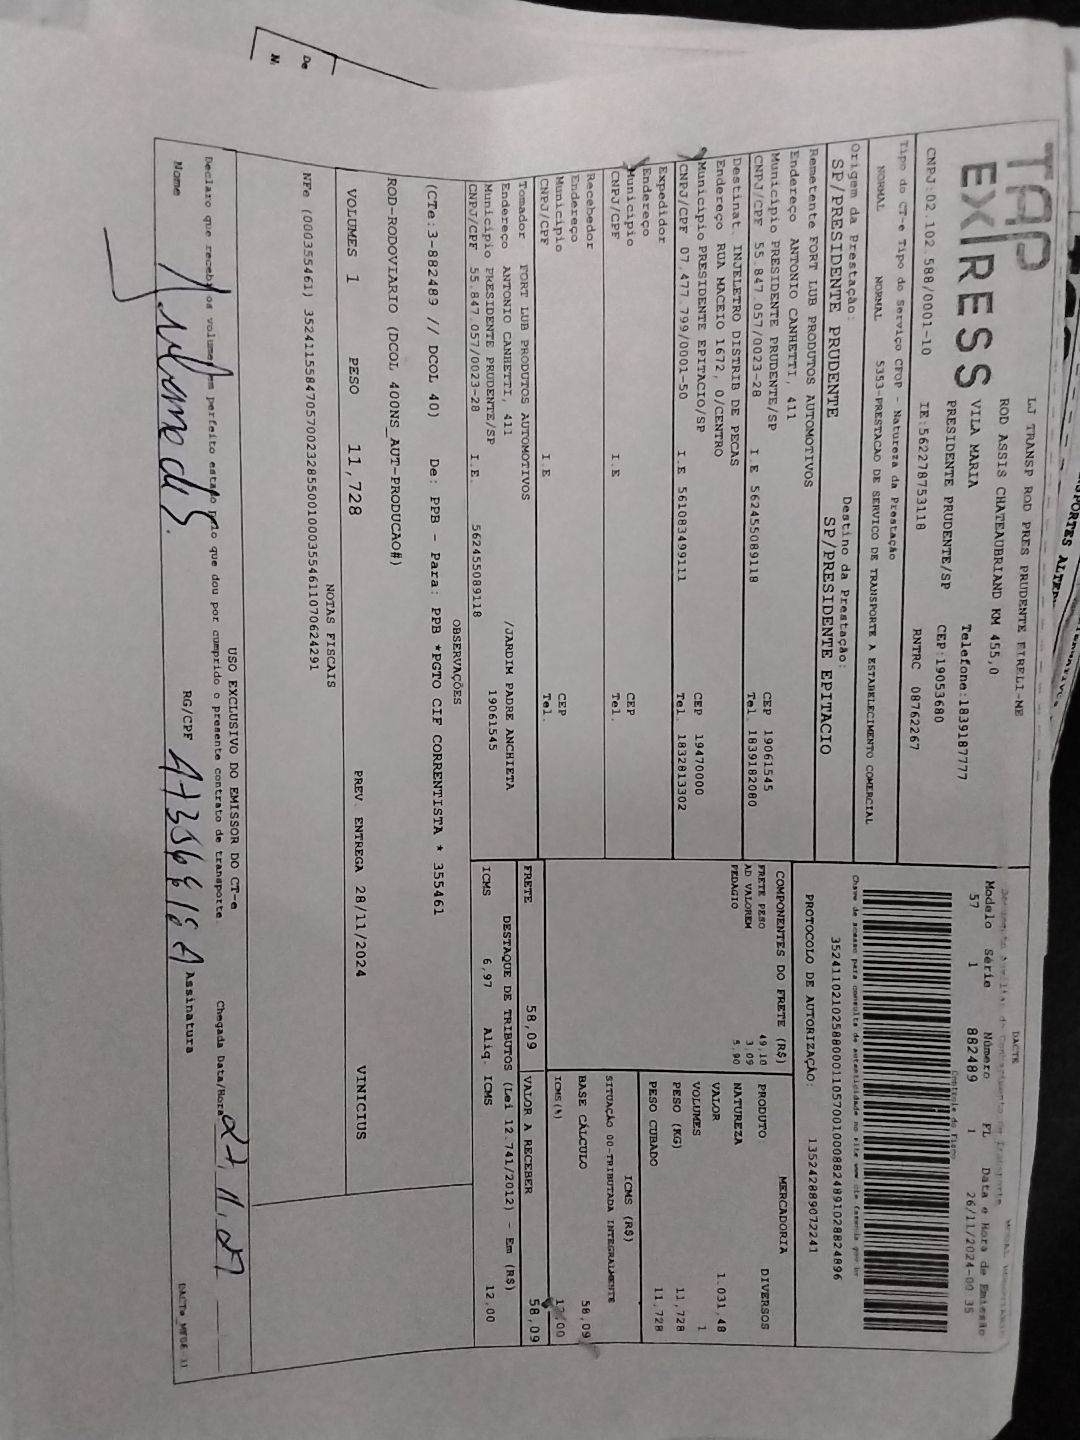 TAP
EXPRESS
LJ TRANSP ROD PRES PRUDENTE EIRELI-ME
ROD ASSIS CHATEAUBRIAND KM 455,0
VILA MARIA
PRESIDENTE PRUDENTE/SP
Telefone:1839187777
CEP:19053680
CNPJ:02.102.588/0001-10 IE:562278753118 RNTRC 08762267
Tipo do CT-e Tipo do Serviço CFOP - Natureza da Prestação
NORMAL NORMAL 5353-PRESTACAO DE SERVICO DE TRANSPORTE A ESTABELECIMENTO COMERCIAL
Origem da Prestação: Destino da Prestação:
SP/PRESIDENTE PRUDENTE SP/PRESIDENTE EPITACIO
Remetente FORT LUB PRODUTOS AUTOMOTIVOS
Endereço ANTONIO CANHETTI, 411
Município PRESIDENTE PRUDENTE/SP CEP 19061545
CNPJ/CPF 55.847.057/0023-28 I.E 562455089118 Tel. 1839182080
Destinat. INJELETRO DISTRIB DE PECAS
Endereço RUA MACEIO 1672, 0/CENTRO
Município PRESIDENTE EPITACIO/SP CEP 19470000
CNPJ/CPF 07.477.799/0001-50 I.E 561083499111 Tel. 1832813302
Expedidor
Endereço
Município CEP
CNPJ/CPF I.E Tel.
Recebedor
Endereço
Município CEP
CNPJ/CPF I.E Tel.
Tomador FORT LUB PRODUTOS AUTOMOTIVOS
Endereço ANTONIO CANHETTI, 411 /JARDIM PADRE ANCHIETA
Município PRESIDENTE PRUDENTE/SP 19061545
CNPJ/CPF 55.847.057/0023-28 I.E. 562455089118
DACTE
Modelo Série Número FL Data e Hora de Emissão
57 1 882489 1 26/11/2024-00 35
Controle do Fisco
Chave de acesso para consulta de autenticidade no site
35241102102588000110570010008824891028824896
PROTOCOLO DE AUTORIZAÇÃO: 135242889072241
COMPONENTES DO FRETE (R$)
FRETE PESO 49,10
AD VALOREM 3,09
PEDAGIO 5,90
MERCADORIA
PRODUTO: DIVERSOS
NATUREZA
VALOR 1.031,48
VOLUMES 1
PESO (KG) 11,728
PESO CUBADO 11,728
ICMS (R$)
SITUAÇÃO 00-TRIBUTADA INTEGRALMENTE
BASE CÁLCULO 58,09
ICMS(%) 12,00
FRETE 58,09 VALOR A RECEBER 58,09
DESTAQUE DE TRIBUTOS (Lei 12.741/2012) - Em (R$)
ICMS 6,97 Aliq. ICMS 12,00
OBSERVAÇÕES
(CTe:3-882489 // DCOL 40) De: PPB - Para: PPB *PGTO CIF CORRENTISTA * 355461
ROD-RODOVIARIO (DCOL 400NS_AUT-PRODUCAO#)
VOLUMES 1 PESO 11,728 PREV. ENTREGA 28/11/2024 VINICIUS
NOTAS FISCAIS
NFe (000355461) 35241155847057002328550010003554611070624291
USO EXCLUSIVO DO EMISSOR DO CT-e
Declaro que recebi os volumes em perfeito estado pelo que dou por cumprido o presente contrato de transporte. Chegada Data/Hora
Nome RG/CPF Assinatura
De